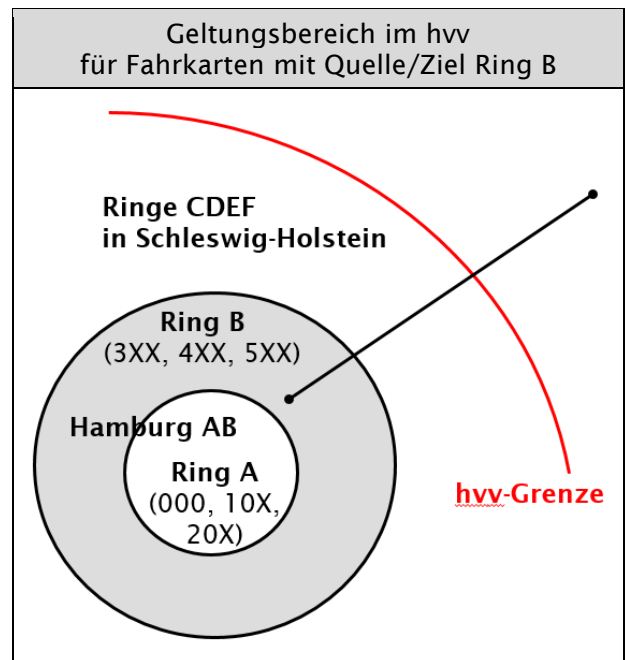 Geltungsbereich im hvv
für Fahrkarten mit Quelle/Ziel Ring B
Ringe CDEF
in Schleswig-Holstein
Ring B
(3XX, 4XX, 5XX)
Hamburg AB
Ring A
(000, 10X,
20X)
hvv-Grenze